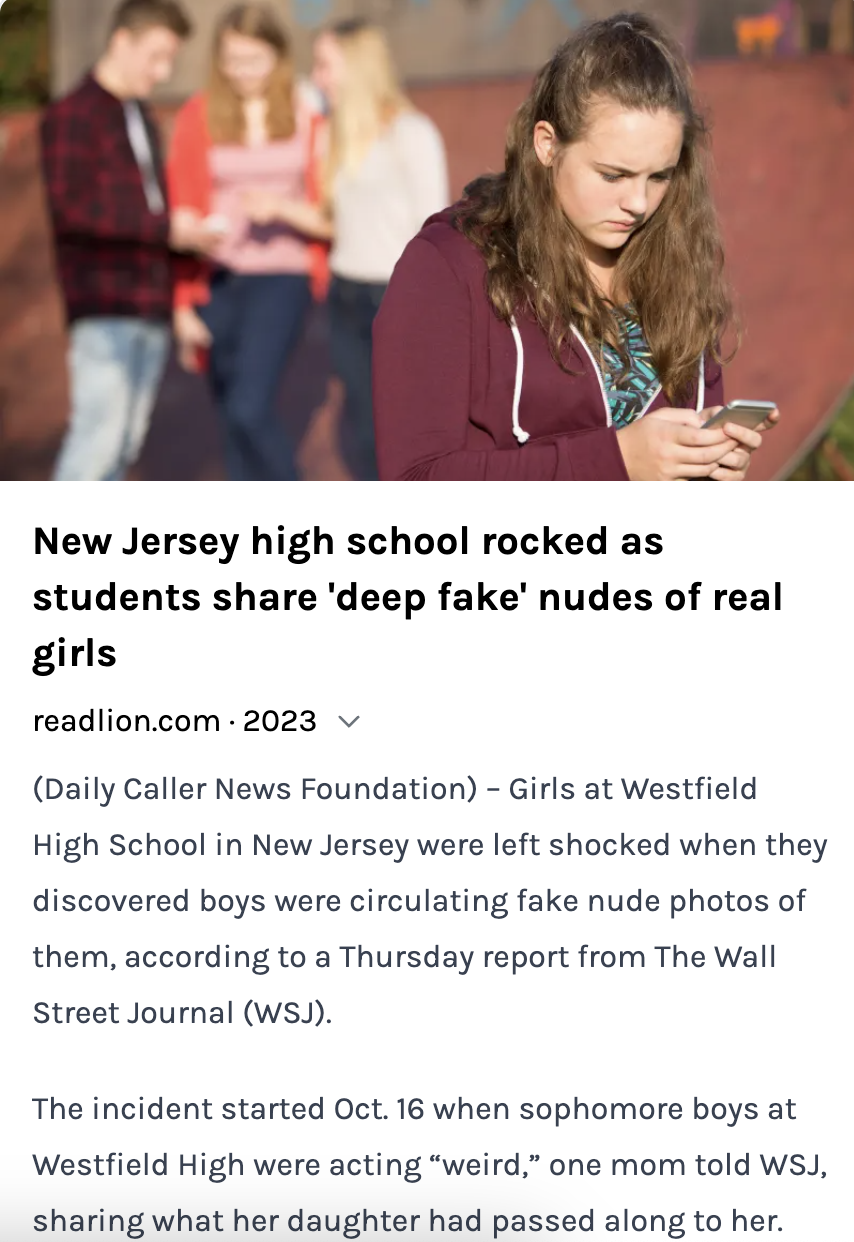 New Jersey high school rocked as
students share 'deep fake' nudes of real
girls
readlion.com · 2023
(Daily Caller News Foundation) – Girls at Westfield
High School in New Jersey were left shocked when they
discovered boys were circulating fake nude photos of
them, according to a Thursday report from The Wall
Street Journal (WSJ).
The incident started Oct. 16 when sophomore boys at
Westfield High were acting “weird,” one mom told WSJ,
sharing what her daughter had passed along to her.